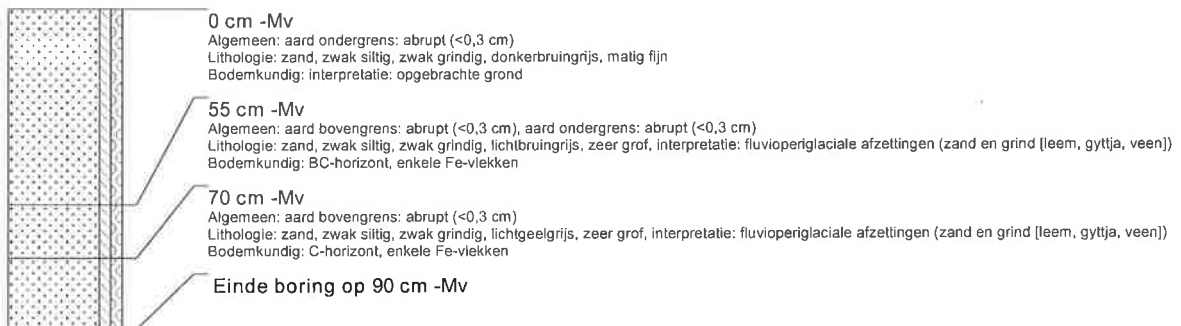 0 cm -Mv
Algemeen: aard ondergrens: abrupt (<0,3 cm)
Lithologie: zand, zwak siltig, zwak grindig, donkerbruingrijs, matig fijn
Bodemkundig: interpretatie: opgebrachte grond
55 cm -Mv
Algemeen: aard bovengrens: abrupt (<0,3 cm), aard ondergrens: abrupt (<0,3 cm)
Lithologie: zand, zwak siltig, zwak grindig, lichtbruingrijs, zeer grof, interpretatie: fluvioperiglaciale afzettingen (zand en grind [leem, gyttja, veen])
Bodemkundig: BC-horizont, enkele Fe-vlekken
70 cm -Mv
Algemeen: aard bovengrens: abrupt (<0,3 cm)
Lithologie: zand, zwak siltig, zwak grindig, lichtgeelgrijs, zeer grof, interpretatie: fluvioperiglaciale afzettingen (zand en grind [leem, gyttja, veen])
Bodemkundig: C-horizont, enkele Fe-vlekken
Einde boring op 90 cm -Mv